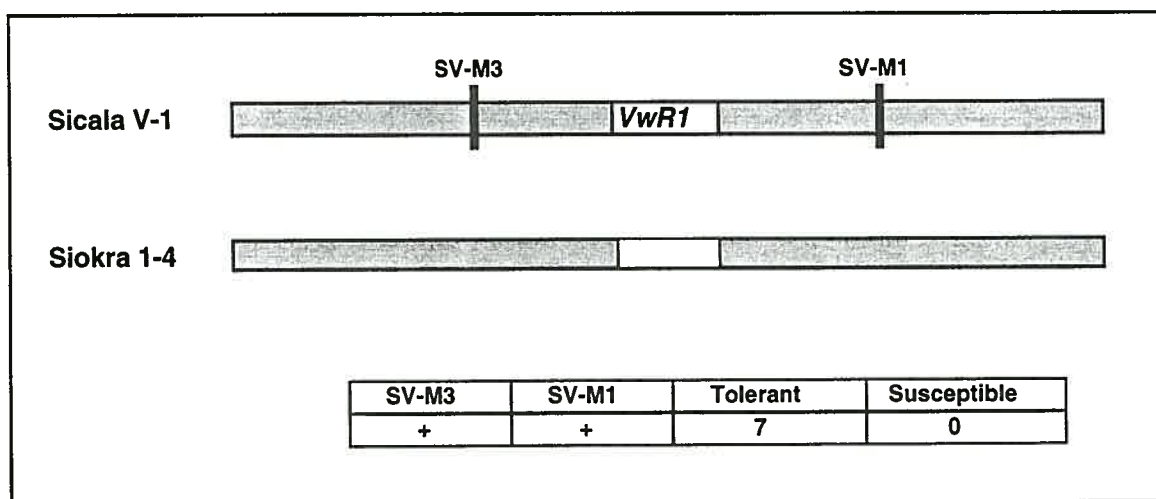 SV-M3 SV-M1
Sicala V-1 VwR1
Siokra 1-4
SV-M3 SV-M1 Tolerant Susceptible
+ + 7 0